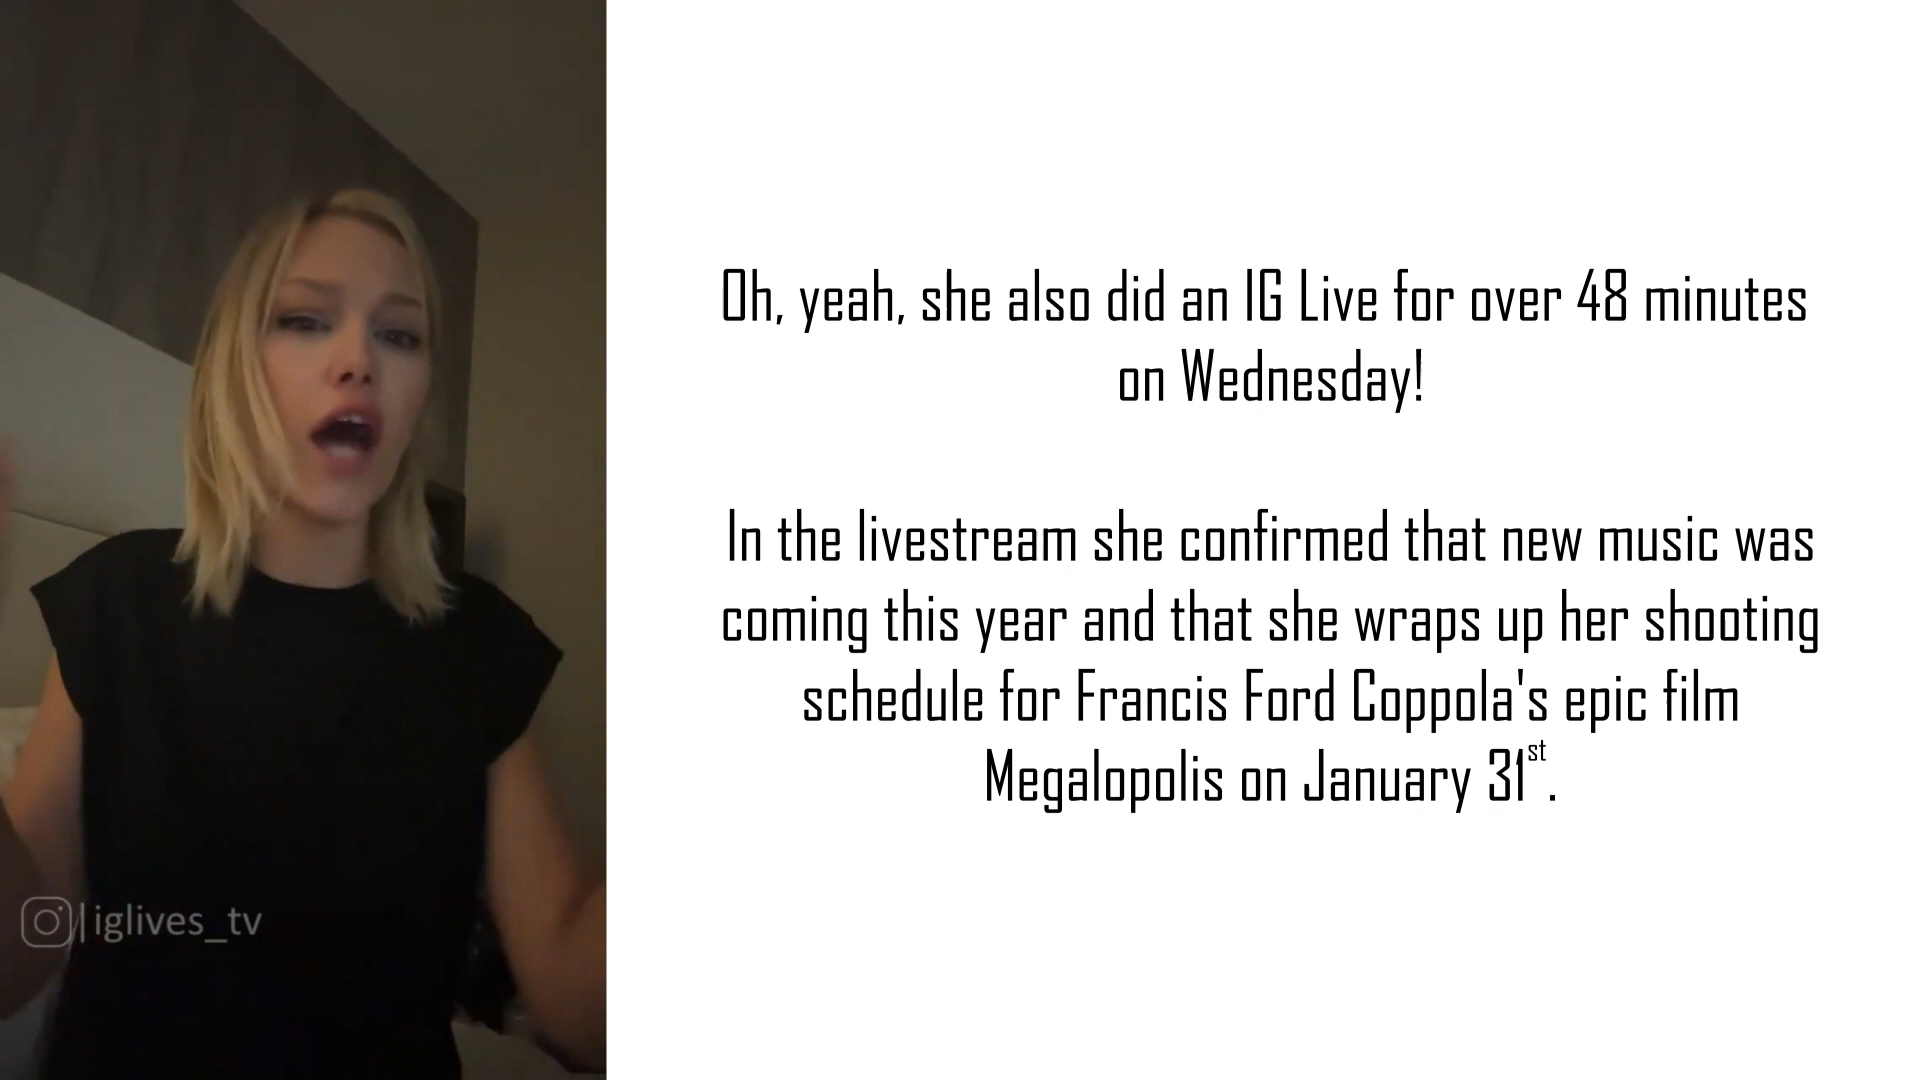 Oh, yeah, she also did an IG Live for over 48 minutes
on Wednesday!
In the livestream she confirmed that new music was
coming this year and that she wraps up her shooting
schedule for Francis Ford Coppola's epic film
Megalopolis on January 31st.
|iglives_tv